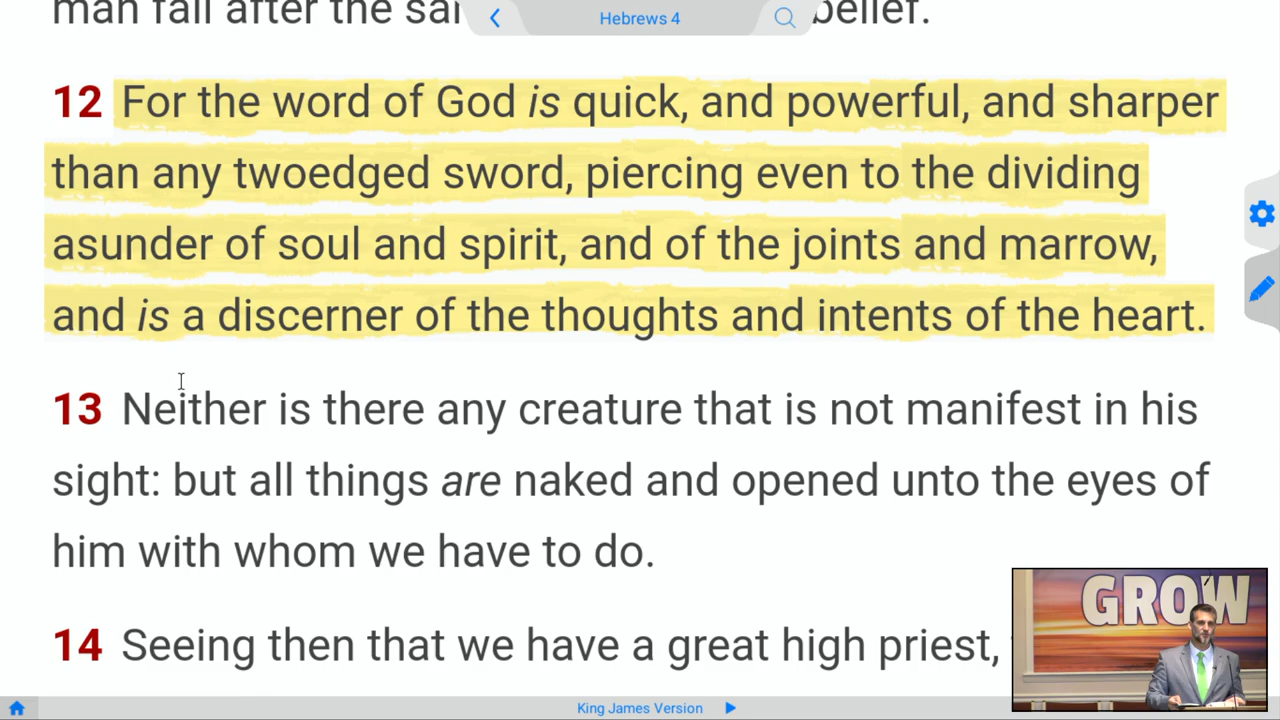 man fall after the belief.
Hebrews 4
12 For the word of God is quick, and powerful, and sharper
than any twoedged sword, piercing even to the dividing
asunder of soul and spirit, and of the joints and marrow,
and is a discerner of the thoughts and intents of the heart.
13 Neither is there any creature that is not manifest in his
sight: but all things are naked and opened unto the eyes of
him with whom we have to do.
14 Seeing then that we have a great high priest,
GROW
King James Version